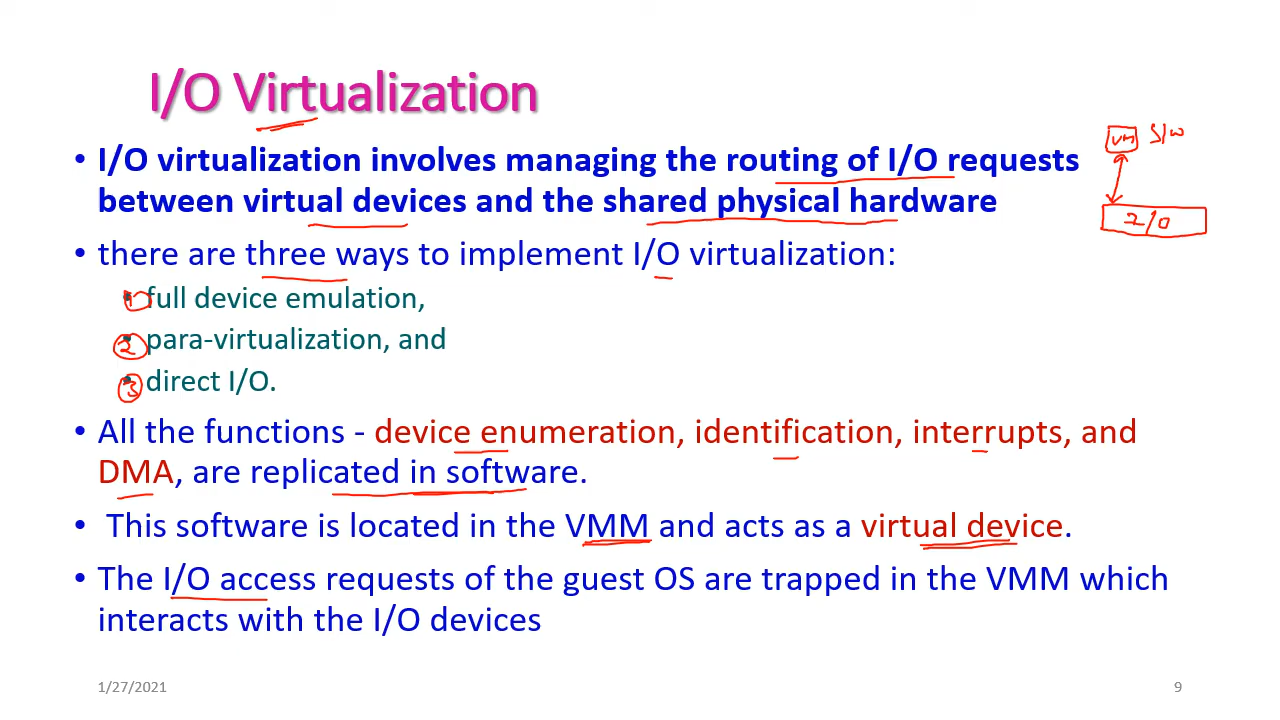 I/O Virtualization
• I/O virtualization involves managing the routing of I/O requests
between virtual devices and the shared physical hardware
VM S/W
I/O
• there are three ways to implement I/O virtualization:
1 full device emulation,
2 para-virtualization, and
3 direct I/O.
• All the functions - device enumeration, identification, interrupts, and
DMA, are replicated in software.
• This software is located in the VMM and acts as a virtual device.
• The I/O access requests of the guest OS are trapped in the VMM which
interacts with the I/O devices
1/27/2021
9